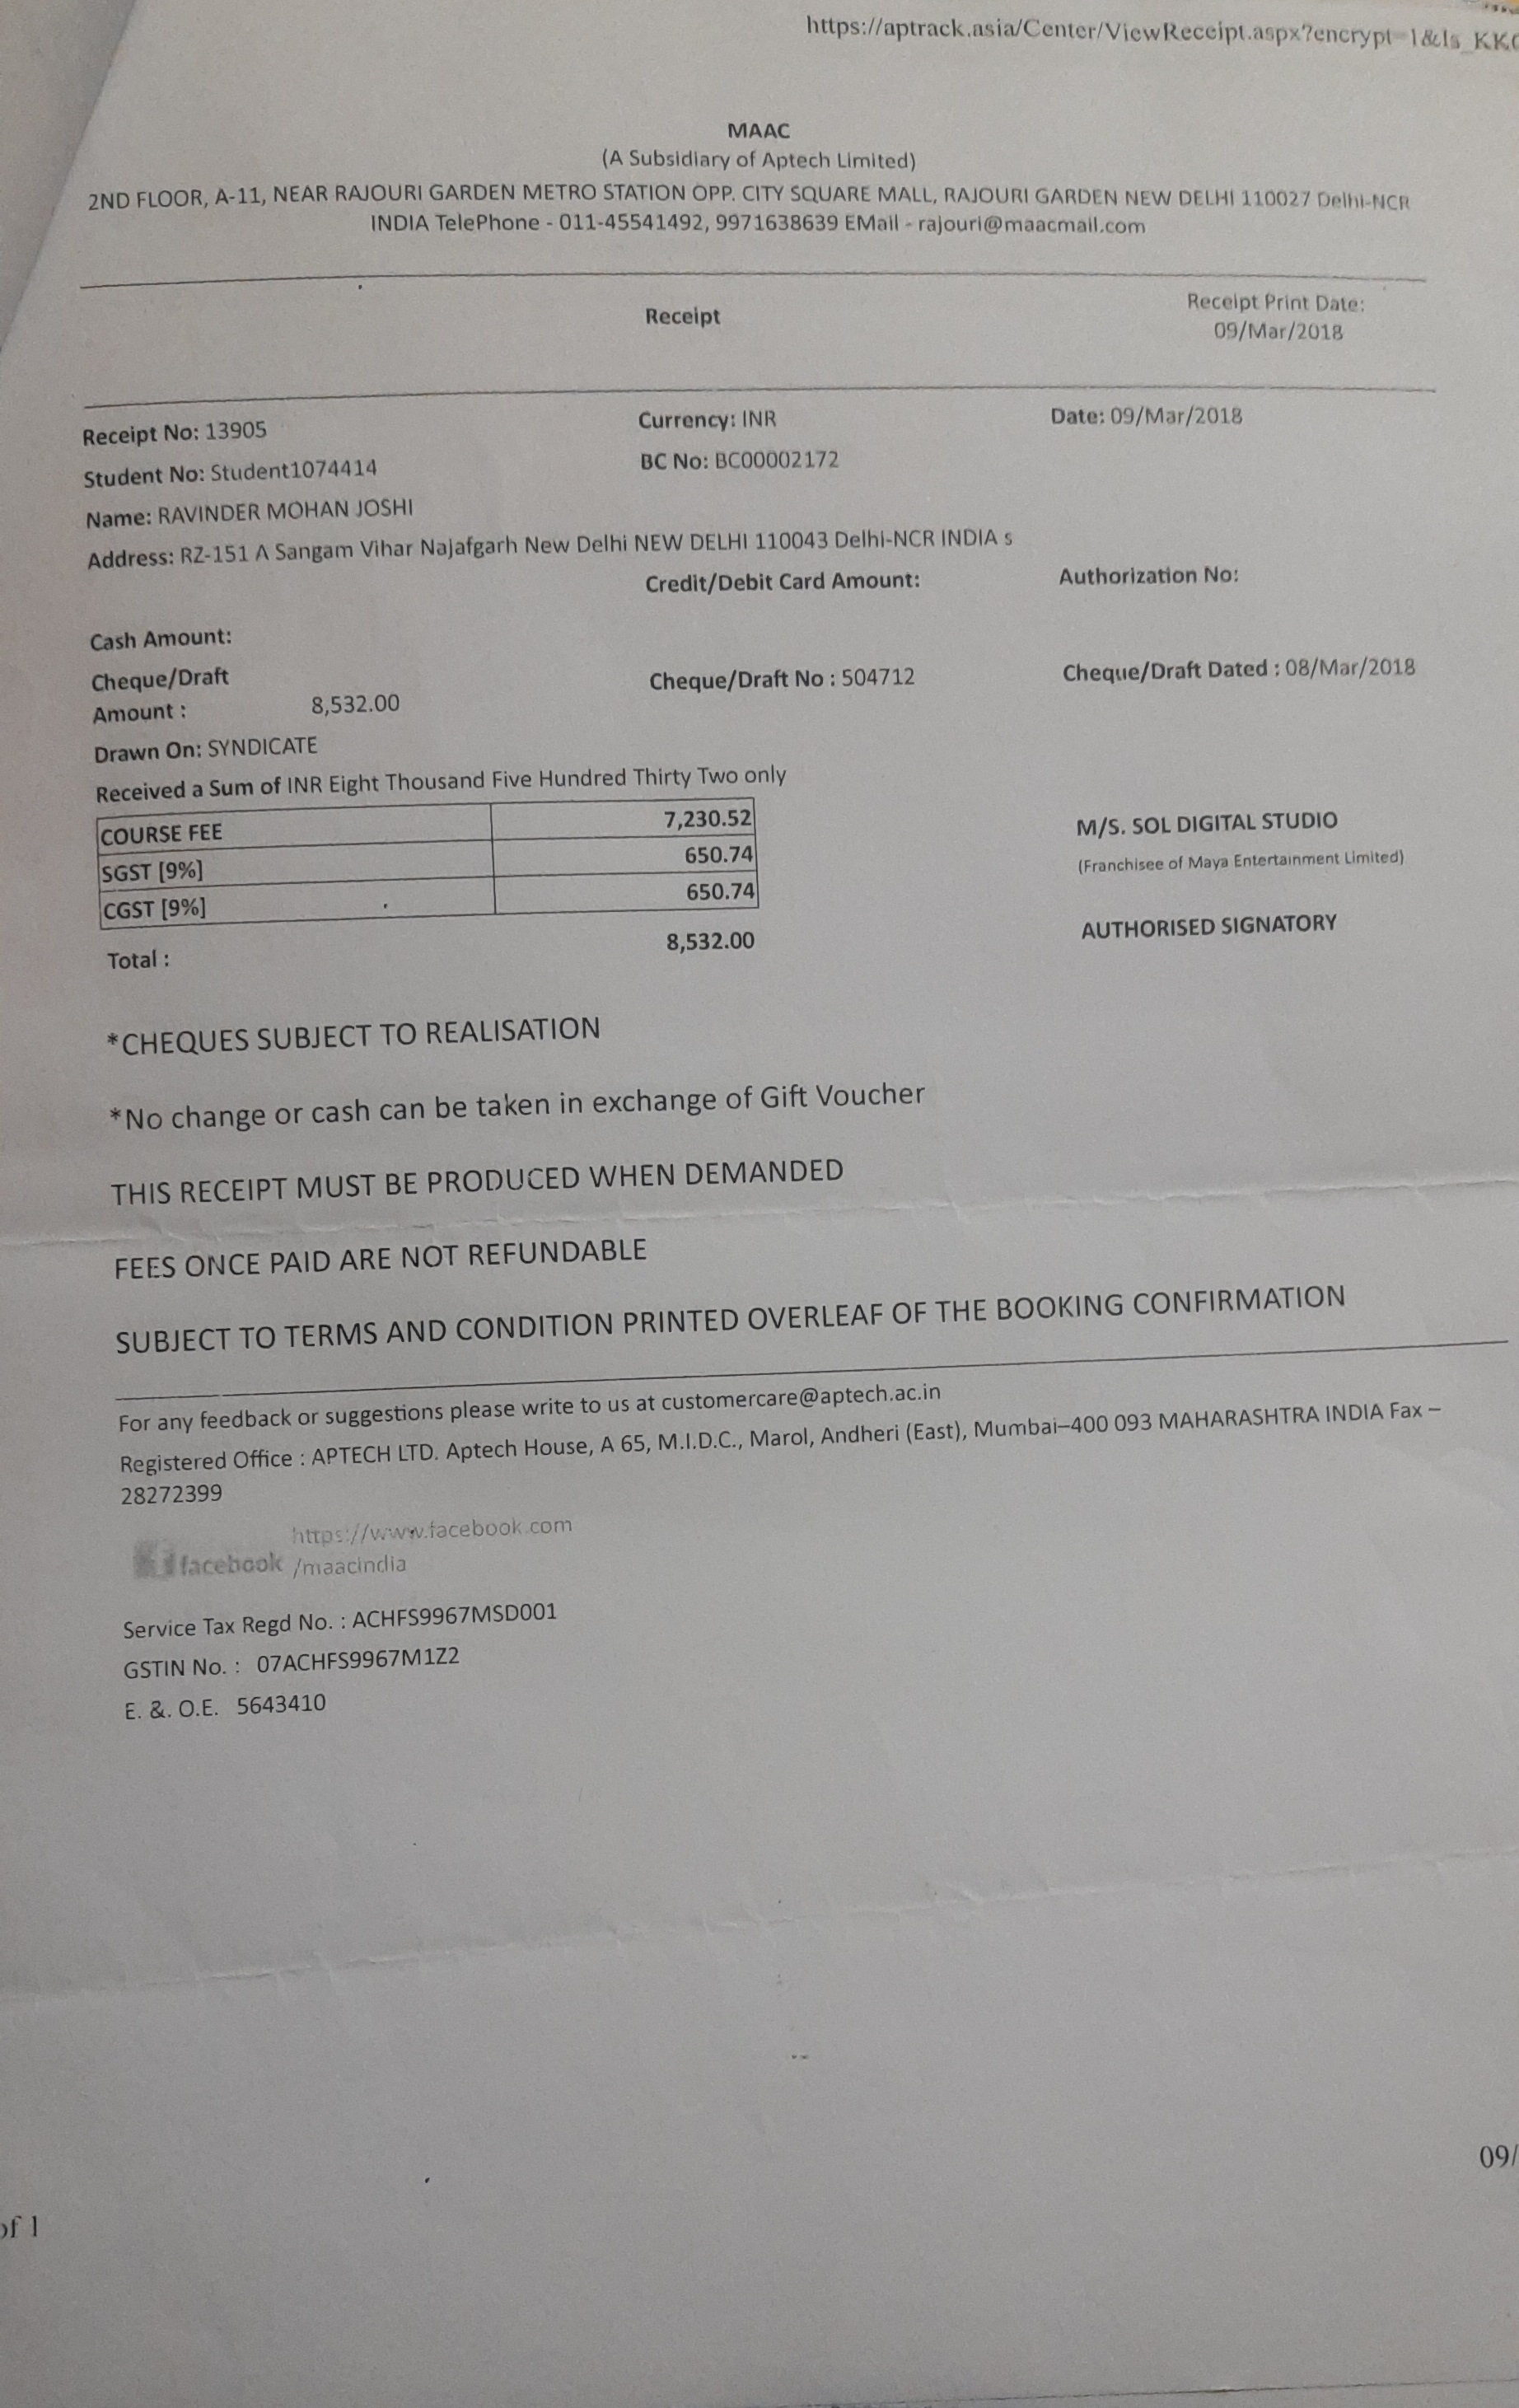 https://aptrack.asia/Center/ViewReceipt.aspx?encrypt=1&Is_KKC
MAAC
(A Subsidiary of Aptech Limited)
2ND FLOOR, A-11, NEAR RAJOURI GARDEN METRO STATION OPP. CITY SQUARE MALL, RAJOURI GARDEN NEW DELHI 110027 Delhi-NCR
INDIA TelePhone - 011-45541492, 9971638639 EMail - rajouri@maacmail.com
Receipt
Receipt Print Date:
09/Mar/2018
Receipt No: 13905 Currency: INR Date: 09/Mar/2018
Student No: Student1074414 BC No: BC00002172
Name: RAVINDER MOHAN JOSHI
Address: RZ-151 A Sangam Vihar Najafgarh New Delhi NEW DELHI 110043 Delhi-NCR INDIA s
Credit/Debit Card Amount: Authorization No:
Cash Amount:
Cheque/Draft
Amount : 8,532.00 Cheque/Draft No : 504712 Cheque/Draft Dated : 08/Mar/2018
Drawn On: SYNDICATE
Received a Sum of INR Eight Thousand Five Hundred Thirty Two only
COURSE FEE 7,230.52
SGST [9%] 650.74
CGST [9%] 650.74
Total : 8,532.00
M/S. SOL DIGITAL STUDIO
(Franchisee of Maya Entertainment Limited)
AUTHORISED SIGNATORY
*CHEQUES SUBJECT TO REALISATION
*No change or cash can be taken in exchange of Gift Voucher
THIS RECEIPT MUST BE PRODUCED WHEN DEMANDED
FEES ONCE PAID ARE NOT REFUNDABLE
SUBJECT TO TERMS AND CONDITION PRINTED OVERLEAF OF THE BOOKING CONFIRMATION
For any feedback or suggestions please write to us at customercare@aptech.ac.in
Registered Office : APTECH LTD. Aptech House, A 65, M.I.D.C., Marol, Andheri (East), Mumbai–400 093 MAHARASHTRA INDIA Fax –
28272399
facebook https://www.facebook.com
/maacindia
Service Tax Regd No. : ACHFS9967MSD001
GSTIN No. : 07ACHFS9967M1Z2
E. &. O.E. 5643410
09/
of 1